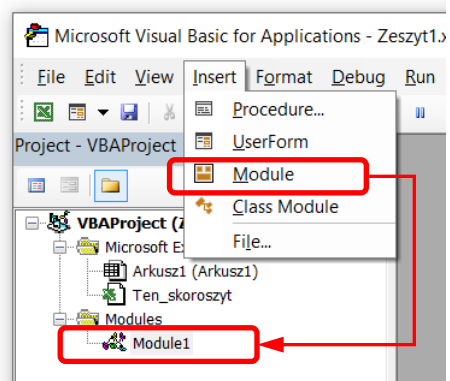 Microsoft Visual Basic for Applications - Zeszyt1.x
File Edit View Insert Format Debug Run
Procedure...
Project - VBAProject
UserForm
Module
Class Module
VBAProject (Z
File...
Microsoft Ex
Arkusz1 (Arkusz1)
Ten_skoroszyt
Modules
Module1